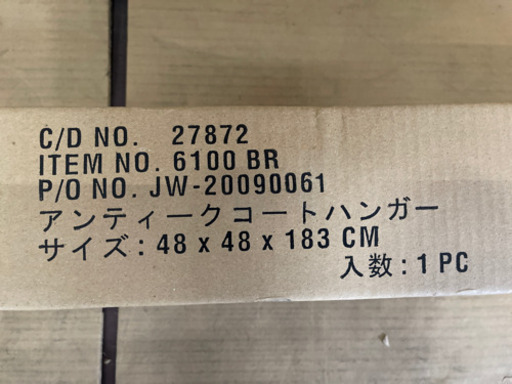 C/D NO. 27872
ITEM NO. 6100 BR
P/O NO. JW-20090061
アンティークコートハンガー
サイズ : 48 x 48 x 183 CM
入数 : 1 PC